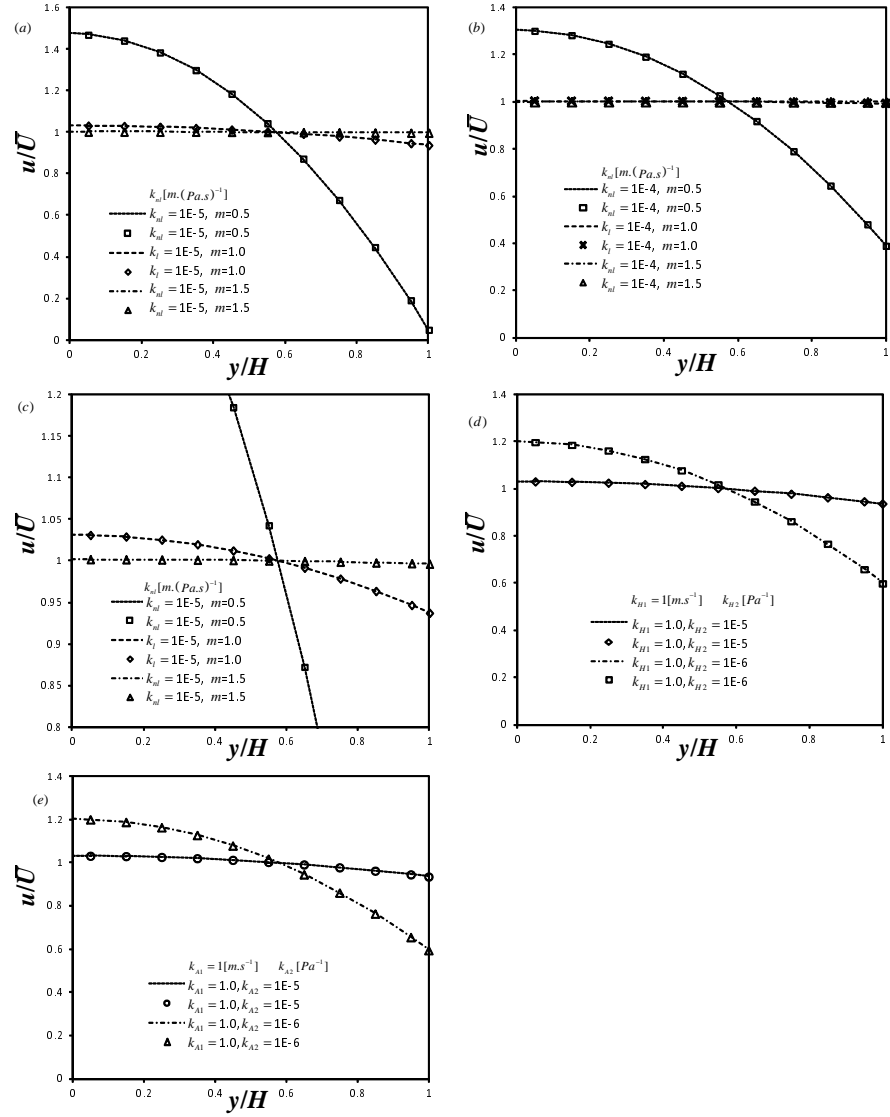 (a)
1.6
1.4
1.2
1
0.8
0.6
0.4
0.2
0
u/U̅
k_nl [m.(Pa.s)⁻¹]
k_nl = 1E-5, m=0.5
k_nl = 1E-5, m=0.5
k_l = 1E-5, m=1.0
k_l = 1E-5, m=1.0
k_nl = 1E-5, m=1.5
k_nl = 1E-5, m=1.5
0 0.2 0.4 0.6 0.8 1
y/H
(b)
1.4
1.2
1
0.8
0.6
0.4
0.2
0
u/U̅
k_nl [m.(Pa.s)⁻¹]
k_nl = 1E-4, m=0.5
k_nl = 1E-4, m=0.5
k_l = 1E-4, m=1.0
k_l = 1E-4, m=1.0
k_nl = 1E-4, m=1.5
k_nl = 1E-4, m=1.5
0 0.2 0.4 0.6 0.8 1
y/H
(c)
1.2
1.15
1.1
1.05
1
0.95
0.9
0.85
0.8
u/U̅
k_nl [m.(Pa.s)⁻¹]
k_nl = 1E-5, m=0.5
k_nl = 1E-5, m=0.5
k_l = 1E-5, m=1.0
k_l = 1E-5, m=1.0
k_nl = 1E-5, m=1.5
k_nl = 1E-5, m=1.5
0 0.2 0.4 0.6 0.8 1
y/H
(d)
1.4
1.2
1
0.8
0.6
0.4
0.2
0
u/U̅
k_H1 = 1[m.s⁻¹] k_H2 [Pa⁻¹]
k_H1 = 1.0, k_H2 = 1E-5
k_H1 = 1.0, k_H2 = 1E-5
k_H1 = 1.0, k_H2 = 1E-6
k_H1 = 1.0, k_H2 = 1E-6
0 0.2 0.4 0.6 0.8 1
y/H
(e)
1.4
1.2
1
0.8
0.6
0.4
0.2
0
u/U̅
k_A1 = 1[m.s⁻¹] k_A2 [Pa⁻¹]
k_A1 = 1.0, k_A2 = 1E-5
k_A1 = 1.0, k_A2 = 1E-5
k_A1 = 1.0, k_A2 = 1E-6
k_A1 = 1.0, k_A2 = 1E-6
0 0.2 0.4 0.6 0.8 1
y/H